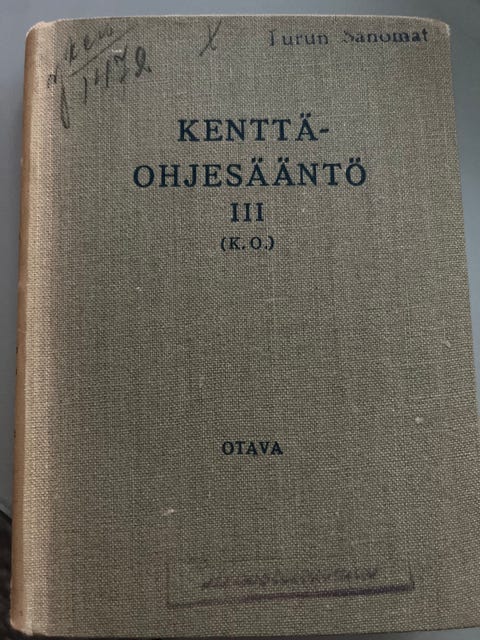 Turun Sanomat
KENTTÄ-
OHJESÄÄNTÖ
III
(K.O.)
OTAVA